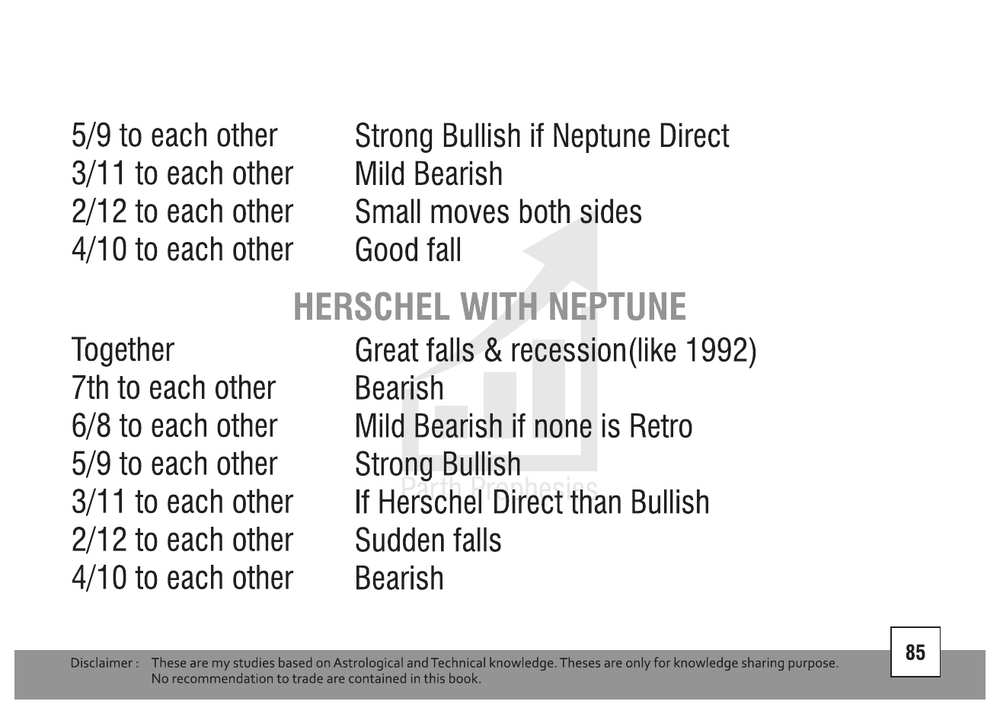 5/9 to each other Strong Bullish if Neptune Direct
3/11 to each other Mild Bearish
2/12 to each other Small moves both sides
4/10 to each other Good fall
HERSCHEL WITH NEPTUNE
Together Great falls & recession(like 1992)
7th to each other Bearish
6/8 to each other Mild Bearish if none is Retro
5/9 to each other Strong Bullish
Parth Prophesies
3/11 to each other If Herschel Direct than Bullish
2/12 to each other Sudden falls
4/10 to each other Bearish
85
Disclaimer : These are my studies based on Astrological and Technical knowledge. Theses are only for knowledge sharing purpose.
No recommendation to trade are contained in this book.